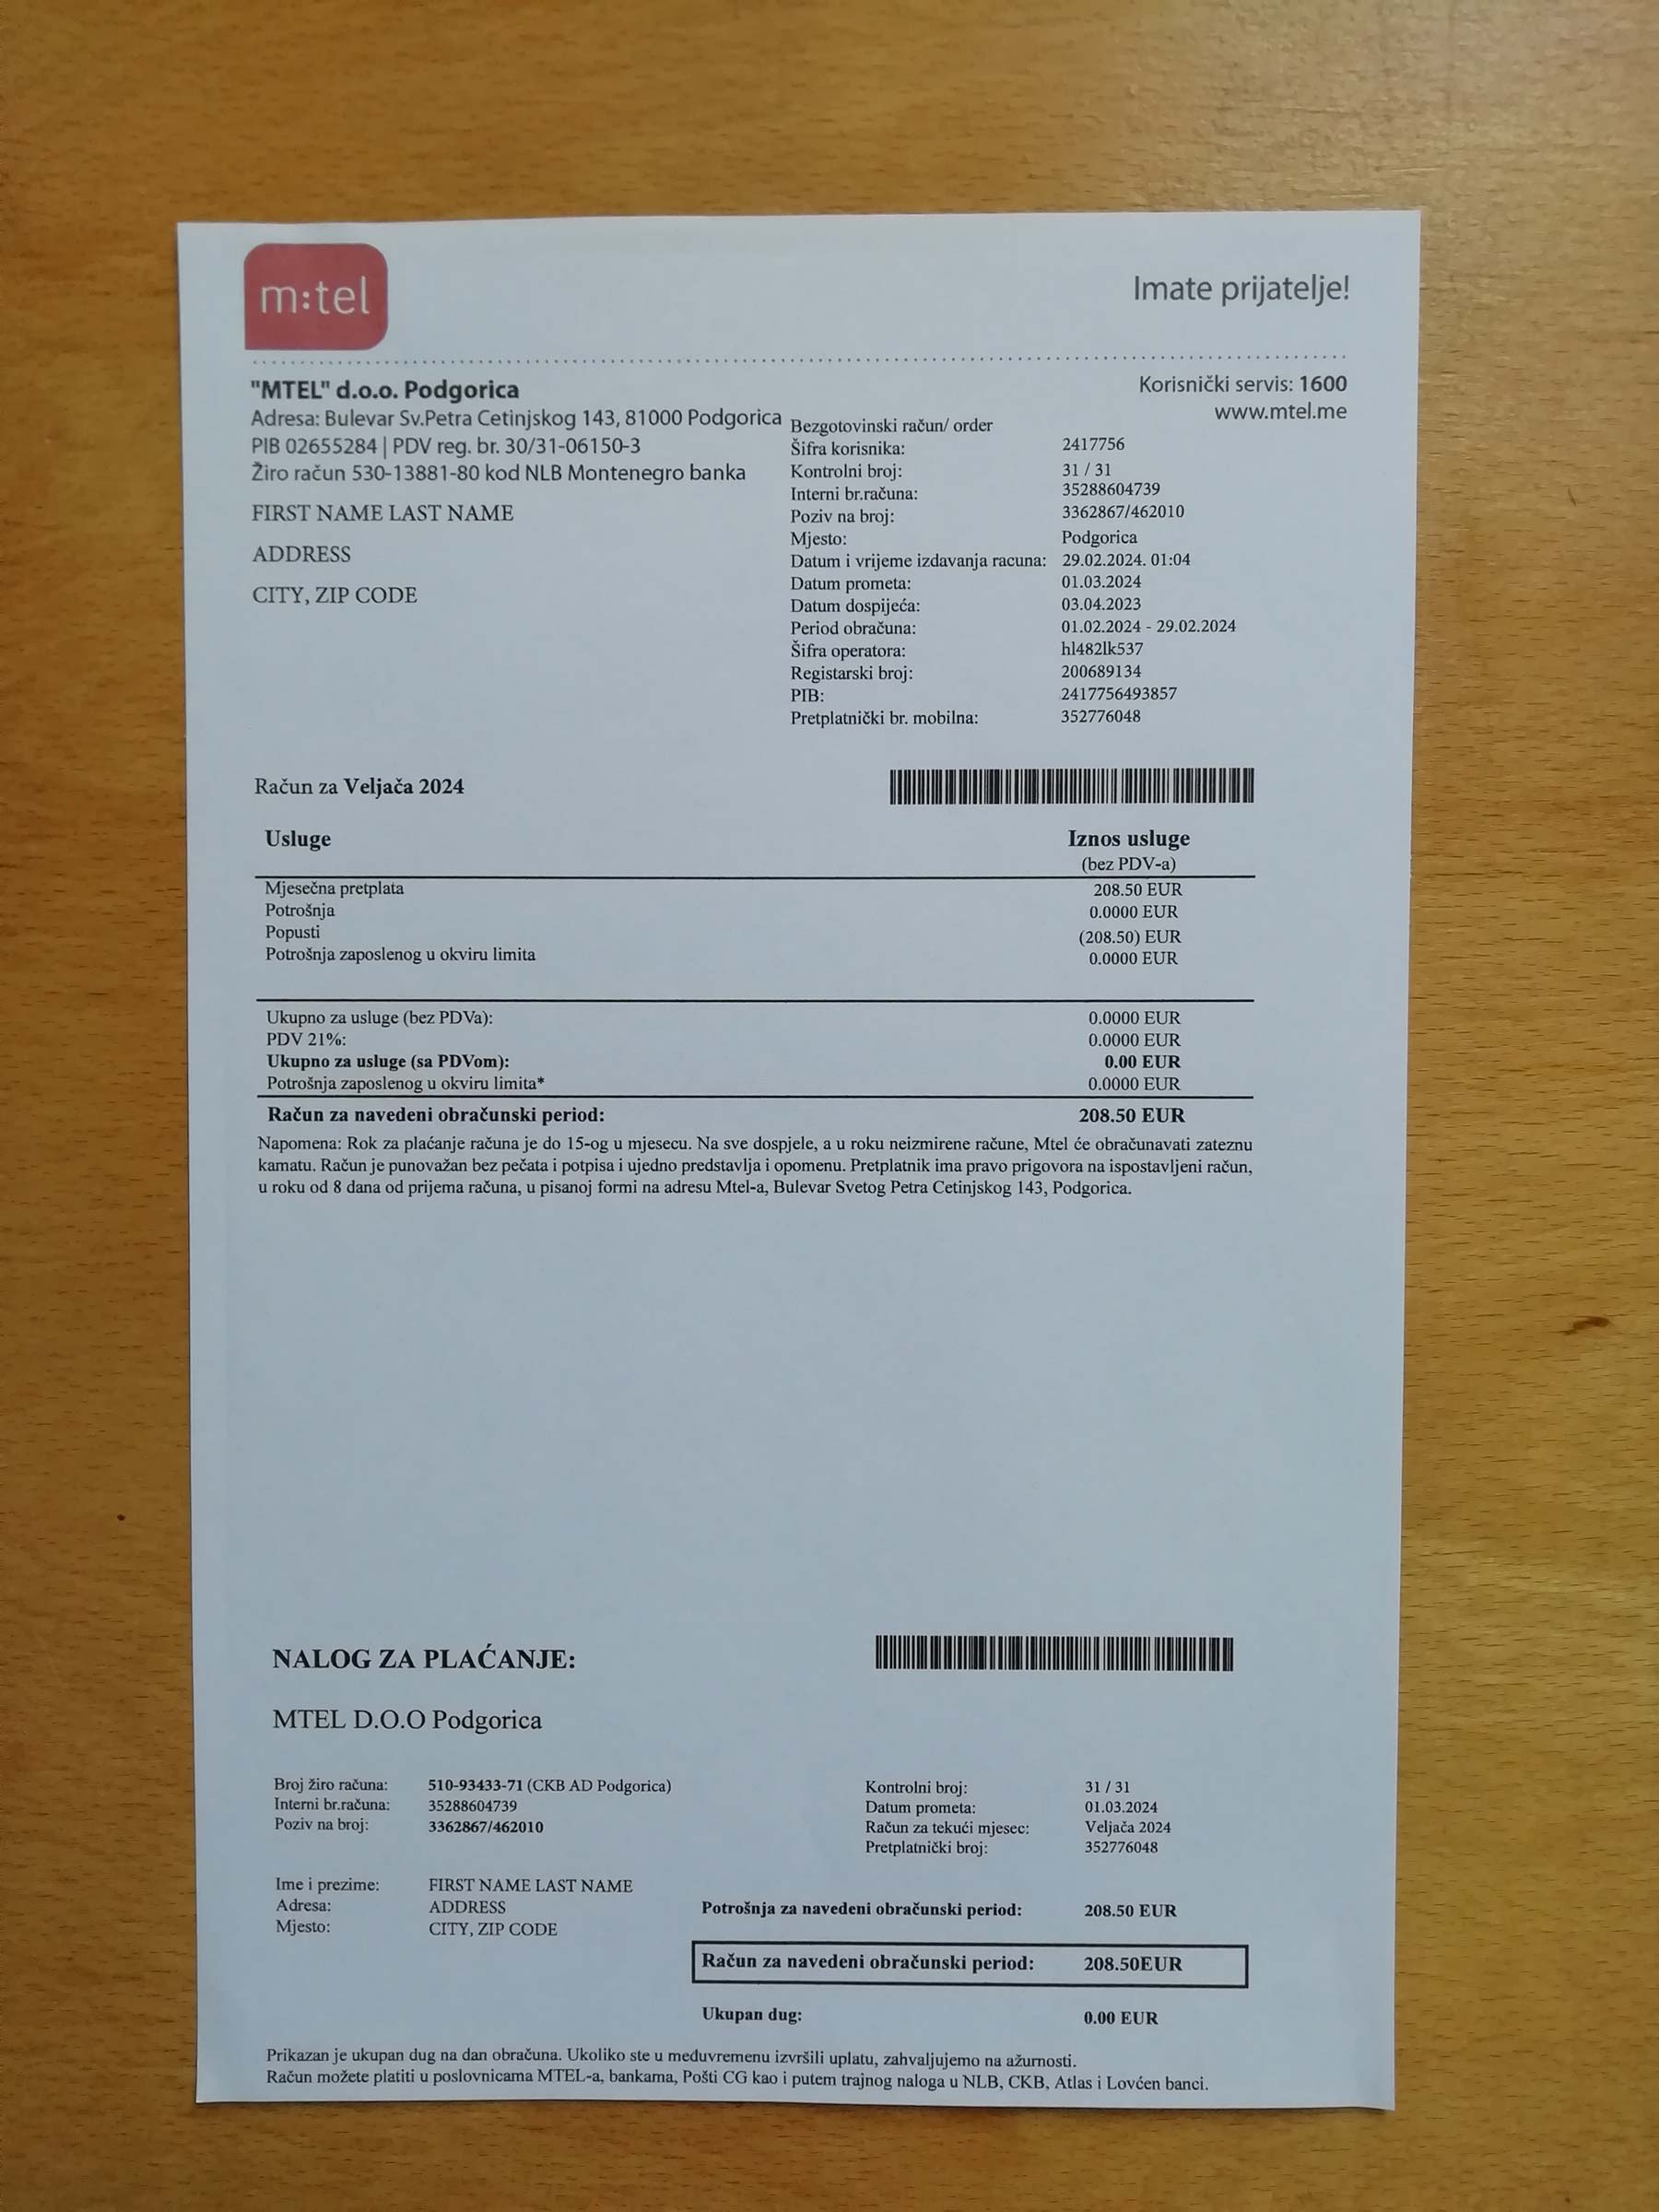 m:tel
Imate prijatelje!
"MTEL" d.o.o. Podgorica
Adresa: Bulevar Sv.Petra Cetinjskog 143, 81000 Podgorica
PIB 02655284 | PDV reg. br. 30/31-06150-3
Žiro račun 530-13881-80 kod NLB Montenegro banka
Korisnički servis: 1600
www.mtel.me
FIRST NAME LAST NAME
ADDRESS
CITY, ZIP CODE
Bezgotovinski račun/ order
Šifra korisnika: 2417756
Kontrolni broj: 31 / 31
Interni br.računa: 35288604739
Poziv na broj: 3362867/462010
Mjesto: Podgorica
Datum i vrijeme izdavanja racuna: 29.02.2024. 01:04
Datum prometa: 01.03.2024
Datum dospijeća: 03.04.2023
Period obračuna: 01.02.2024 - 29.02.2024
Šifra operatora: hl482lk537
Registarski broj: 200689134
PIB: 2417756493857
Pretplatnički br. mobilna: 352776048
Račun za Veljača 2024
Usluge Iznos usluge
(bez PDV-a)
Mjesečna pretplata 208.50 EUR
Potrošnja 0.0000 EUR
Popusti (208.50) EUR
Potrošnja zaposlenog u okviru limita 0.0000 EUR
Ukupno za usluge (bez PDVa): 0.0000 EUR
PDV 21%: 0.0000 EUR
Ukupno za usluge (sa PDVom): 0.00 EUR
Potrošnja zaposlenog u okviru limita* 0.0000 EUR
Račun za navedeni obračunski period: 208.50 EUR
Napomena: Rok za plaćanje računa je do 15-og u mjesecu. Na sve dospjele, a u roku neizmirene račune, Mtel će obračunavati zateznu
kamatu. Račun je punovažan bez pečata i potpisa i ujedno predstavlja i opomenu. Pretplatnik ima pravo prigovora na ispostavljeni račun,
u roku od 8 dana od prijema računa, u pisanoj formi na adresu Mtel-a, Bulevar Svetog Petra Cetinjskog 143, Podgorica.
NALOG ZA PLAĆANJE:
MTEL D.O.O Podgorica
Broj žiro računa: 510-93433-71 (CKB AD Podgorica)
Interni br.računa: 35288604739
Poziv na broj: 3362867/462010
Kontrolni broj: 31 / 31
Datum prometa: 01.03.2024
Račun za tekući mjesec: Veljača 2024
Pretplatnički broj: 352776048
Ime i prezime: FIRST NAME LAST NAME
Adresa: ADDRESS
Mjesto: CITY, ZIP CODE
Potrošnja za navedeni obračunski period: 208.50 EUR
Račun za navedeni obračunski period: 208.50EUR
Ukupan dug: 0.00 EUR
Prikazan je ukupan dug na dan obračuna. Ukoliko ste u međuvremenu izvršili uplatu, zahvaljujemo na ažurnosti.
Račun možete platiti u poslovnicama MTEL-a, bankama, Pošti CG kao i putem trajnog naloga u NLB, CKB, Atlas i Lovćen banci.